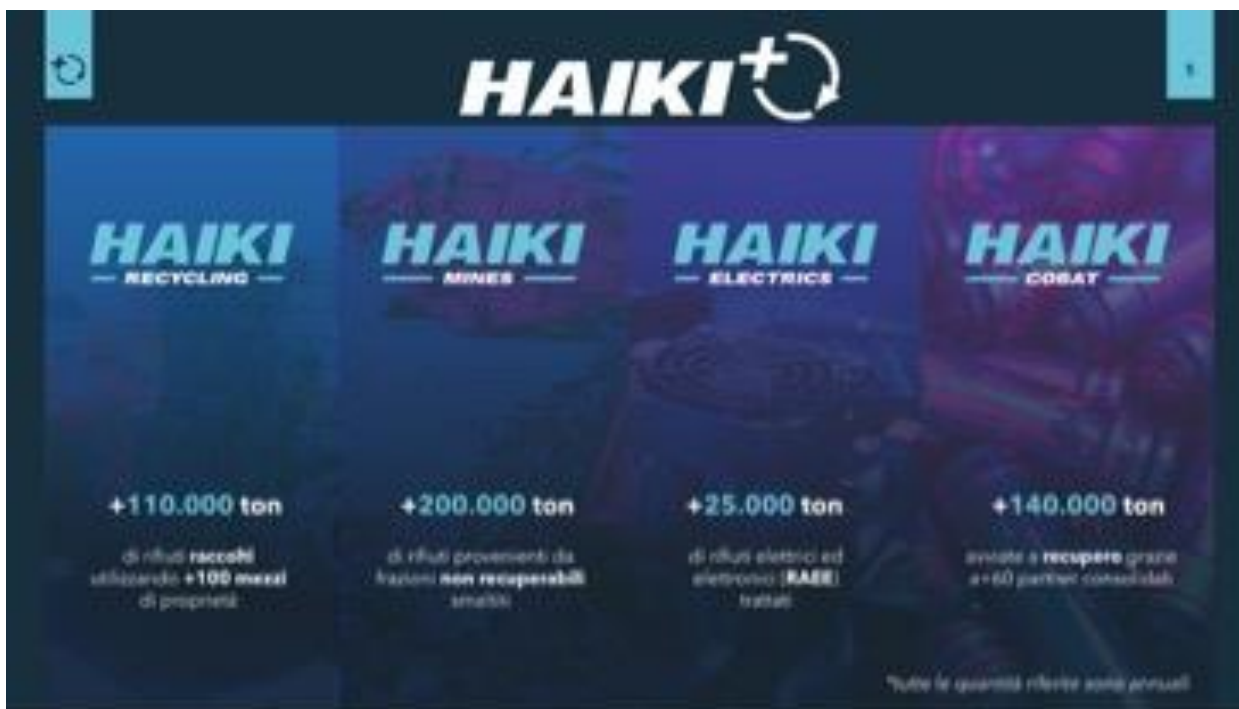 HAIKI+
1
HAIKI
RECYCLING
+110.000 ton
di rifiuti raccolti
utilizzando +100 mezzi
di proprietà
HAIKI
MINES
+200.000 ton
di rifiuti provenienti da
frazioni non recuperabili
smaltiti
HAIKI
ELECTRICS
+25.000 ton
di rifiuti elettrici ed
elettronici (RAEE)
trattati
HAIKI
COBAT
+140.000 ton
avviate a recupero grazie
a +60 partner consolidati
*tutte le quantità riferite sono annuali